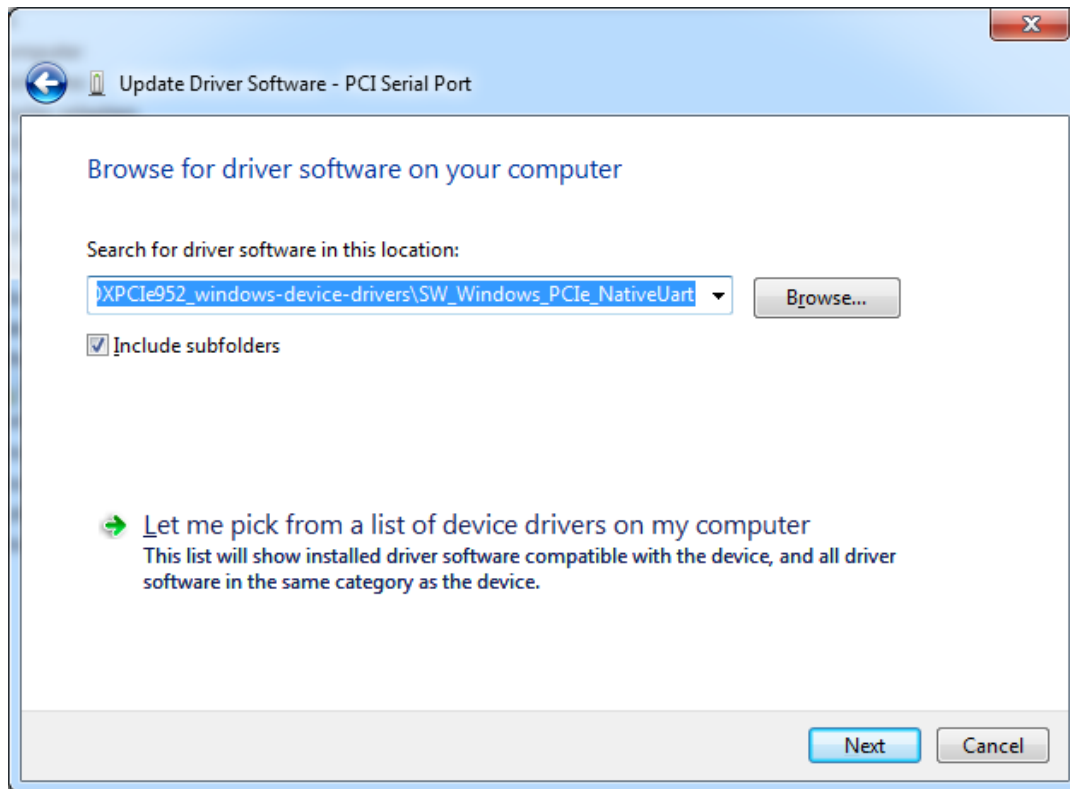 Update Driver Software - PCI Serial Port
Browse for driver software on your computer
Search for driver software in this location:
XPCIe952_windows-device-drivers\SW_Windows_PCIe_NativeUart
Browse...
Include subfolders
Let me pick from a list of device drivers on my computer
This list will show installed driver software compatible with the device, and all driver
software in the same category as the device.
Next
Cancel